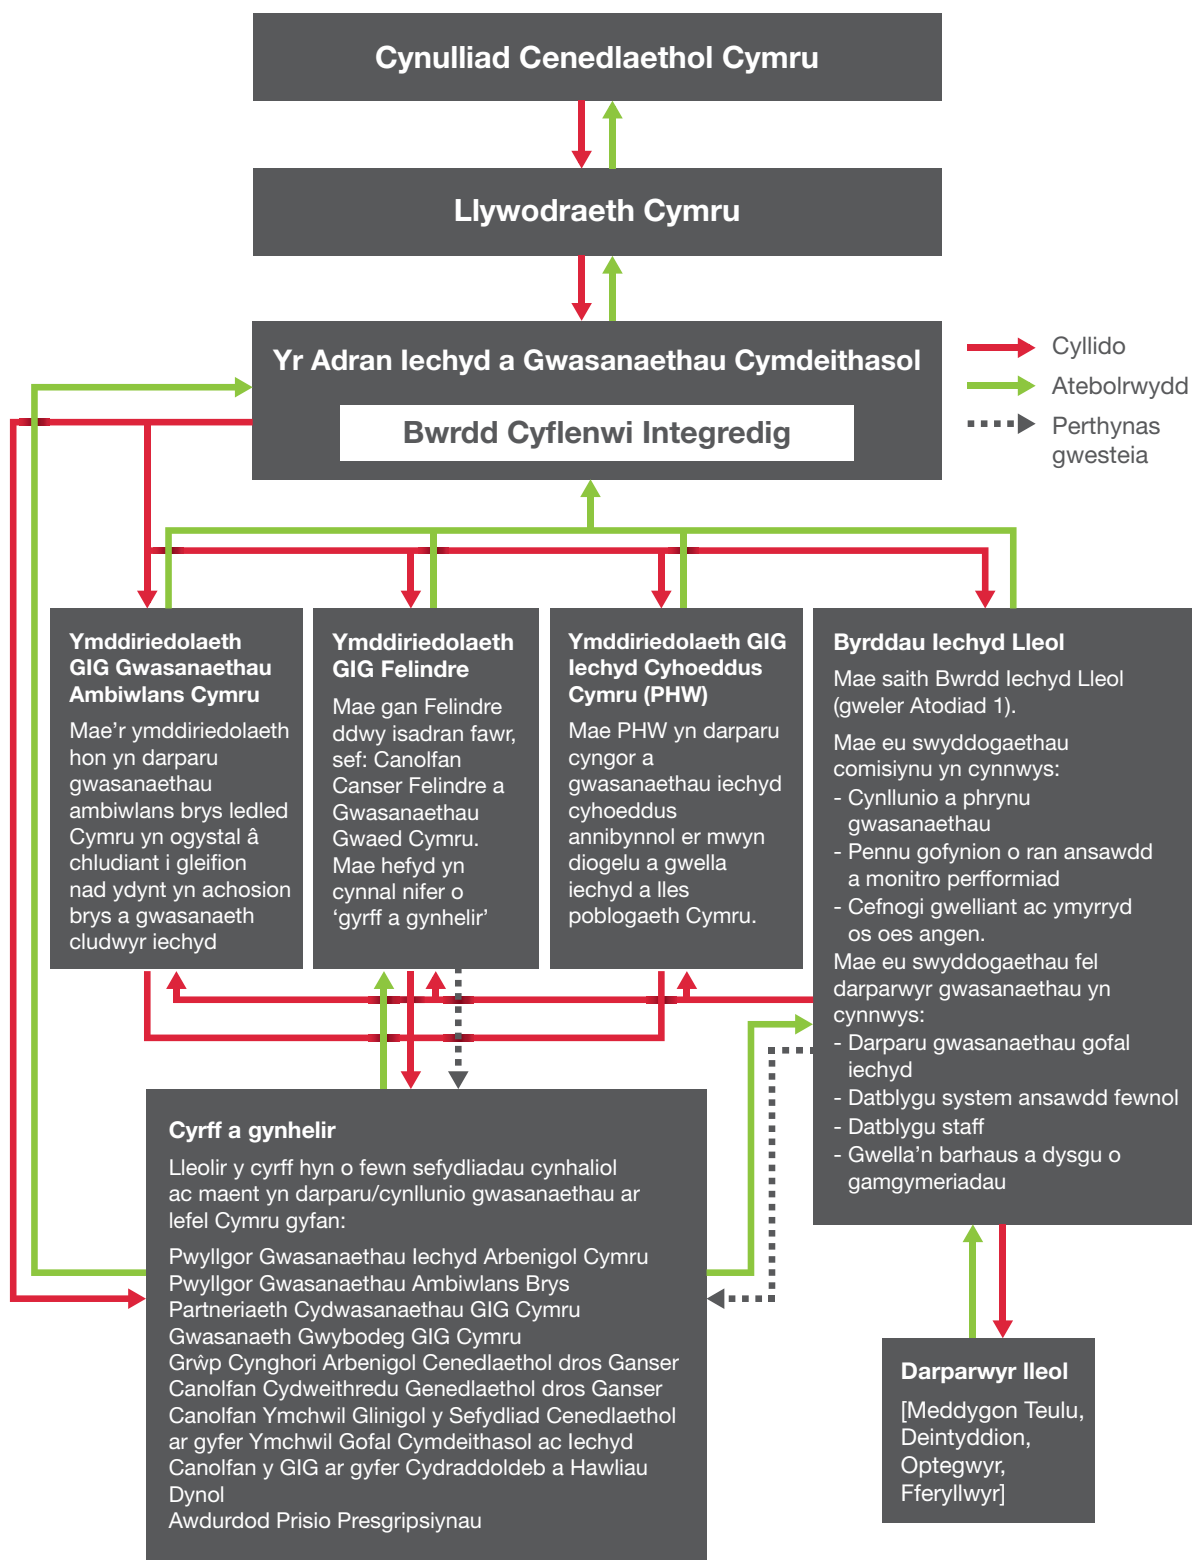 Cynulliad Cenedlaethol Cymru
Llywodraeth Cymru
Yr Adran Iechyd a Gwasanaethau Cymdeithasol
Bwrdd Cyflenwi Integredig
Cyllido
Atebolrwydd
Perthynas
gwesteia
Ymddiriedolaeth
GIG Gwasanaethau
Ambiwlans Cymru
Mae'r ymddiriedolaeth
hon yn darparu
gwasanaethau
ambiwlans brys ledled
Cymru yn ogystal â
chludiant i gleifion
nad ydynt yn achosion
brys a gwasanaeth
cludwyr iechyd
Ymddiriedolaeth
GIG Felindre
Mae gan Felindre
ddwy isadran fawr,
sef: Canolfan
Canser Felindre a
Gwasanaethau
Gwaed Cymru.
Mae hefyd yn
cynnal nifer o
‘gyrff a gynhelir’
Ymddiriedolaeth GIG
Iechyd Cyhoeddus
Cymru (PHW)
Mae PHW yn darparu
cyngor a
gwasanaethau iechyd
cyhoeddus
annibynnol er mwyn
diogelu a gwella
iechyd a lles
poblogaeth Cymru.
Byrddau Iechyd Lleol
Mae saith Bwrdd Iechyd Lleol
(gweler Atodiad 1).
Mae eu swyddogaethau
comisiynu yn cynnwys:
- Cynllunio a phrynu
gwasanaethau
- Pennu gofynion o ran ansawdd
a monitro perfformiad
- Cefnogi gwelliant ac ymyrryd
os oes angen.
Mae eu swyddogaethau fel
darparwyr gwasanaethau yn
cynnwys:
- Darparu gwasanaethau gofal
iechyd
- Datblygu system ansawdd fewnol
- Datblygu staff
- Gwella'n barhaus a dysgu o
gamgymeriadau
Cyrff a gynhelir
Lleolir y cyrff hyn o fewn sefydliadau cynhaliol
ac maent yn darparu/cynllunio gwasanaethau ar
lefel Cymru gyfan:
Pwyllgor Gwasanaethau Iechyd Arbenigol Cymru
Pwyllgor Gwasanaethau Ambiwlans Brys
Partneriaeth Cydwasanaethau GIG Cymru
Gwasanaeth Gwybodeg GIG Cymru
Grŵp Cynghori Arbenigol Cenedlaethol dros Ganser
Canolfan Cydweithredu Genedlaethol dros Ganser
Canolfan Ymchwil Glinigol y Sefydliad Cenedlaethol
ar gyfer Ymchwil Gofal Cymdeithasol ac Iechyd
Canolfan y GIG ar gyfer Cydraddoldeb a Hawliau
Dynol
Awdurdod Prisio Presgripsiynau
Darparwyr lleol
[Meddygon Teulu,
Deintyddion,
Optegwyr,
Fferyllwyr]